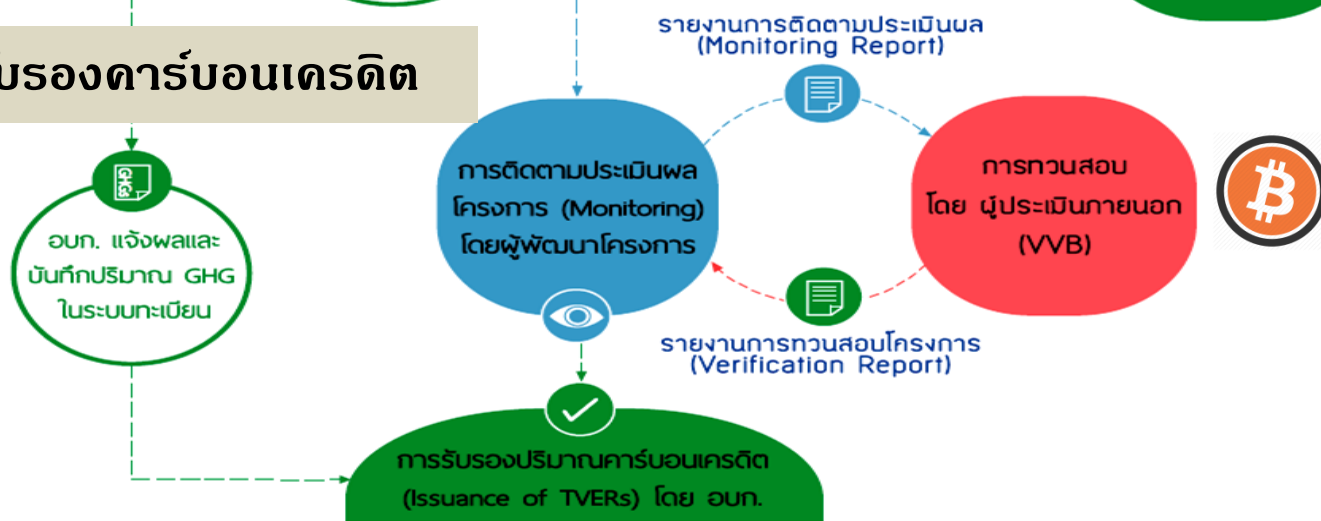 รายงานการติดตามประเมินผล
(Monitoring Report)
บรองคาร์บอนเครดิต
การติดตามประเมินผล
โครงการ (Monitoring)
โดยผู้พัฒนาโครงการ
การทวนสอบ
โดย ผู้ประเมินภายนอก
(VVB)
GHGs
อบก. แจ้งผลและ
บันทึกปริมาณ GHG
ในระบบทะเบียน
รายงานการทวนสอบโครงการ
(Verification Report)
การรับรองปริมาณคาร์บอนเครดิต
(Issuance of TVERs) โดย อบก.